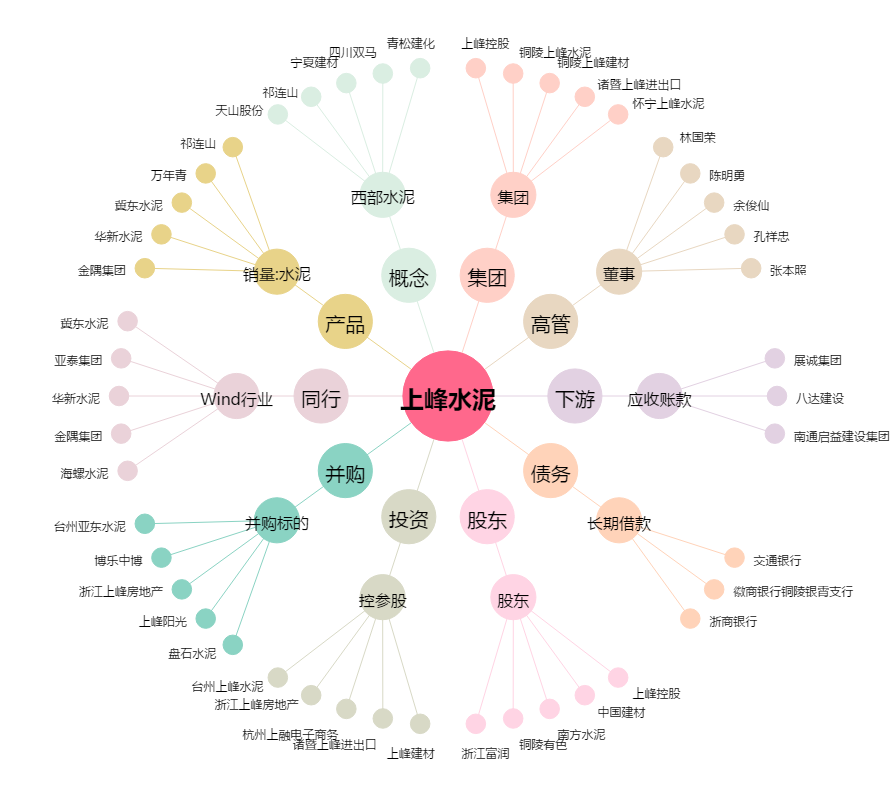 上峰水泥
概念
西部水泥
青松建化
四川双马
宁夏建材
祁连山
天山股份
集团
集团
上峰控股
铜陵上峰水泥
铜陵上峰建材
诸暨上峰进出口
怀宁上峰水泥
高管
董事
林国荣
陈明勇
余俊仙
孔祥忠
张本照
下游
应收账款
展诚集团
八达建设
南通启益建设集团
债务
长期借款
交通银行
徽商银行铜陵银霄支行
浙商银行
股东
股东
上峰控股
中国建材
南方水泥
铜陵有色
浙江富润
投资
控参股
上峰建材
诸暨上峰进出口
杭州上融电子商务
浙江上峰房地产
台州上峰水泥
并购
并购标的
盘石水泥
上峰阳光
浙江上峰房地产
博乐中博
台州亚东水泥
同行
Wind行业
海螺水泥
金隅集团
华新水泥
亚泰集团
冀东水泥
产品
销量:水泥
金隅集团
华新水泥
冀东水泥
万年青
祁连山